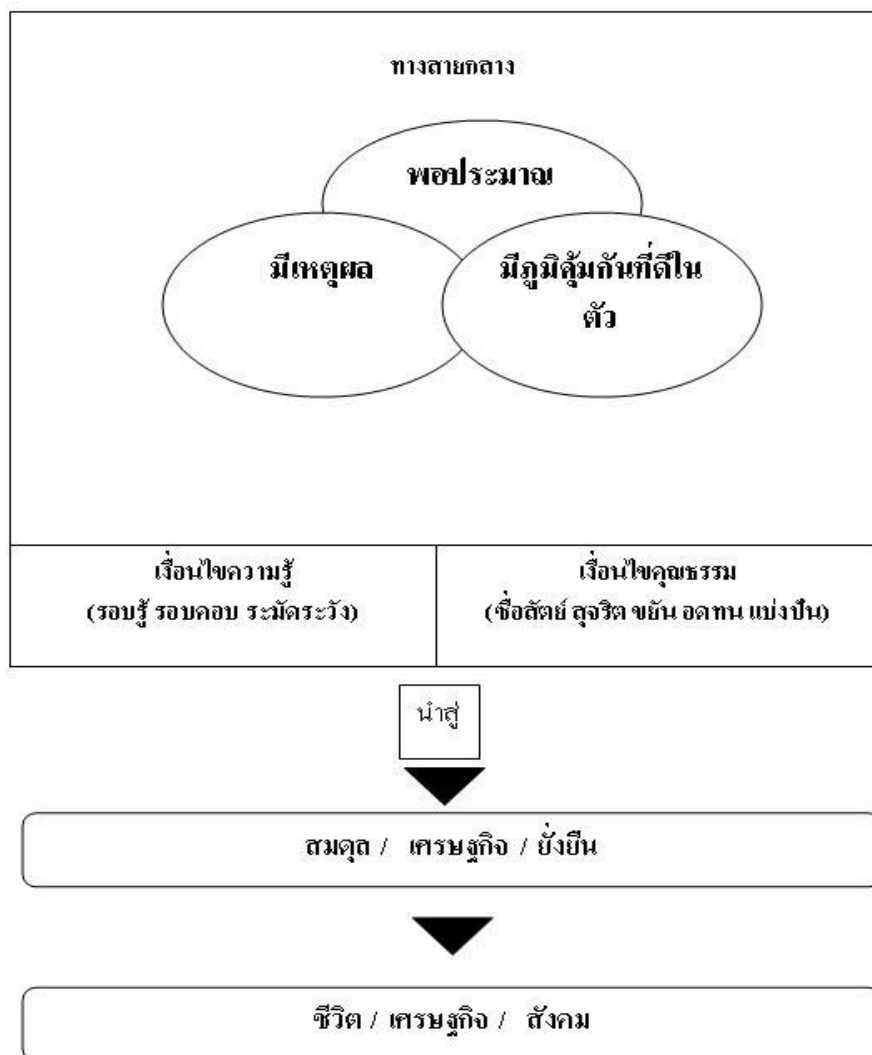 ทางสายกลาง
พอประมาณ
มีเหตุผล
มีภูมิคุ้มกันที่ดีใน
ตัว
เงื่อนไขความรู้
(รอบรู้ รอบคอบ ระมัดระวัง)
เงื่อนไขคุณธรรม
(ซื่อสัตย์ สุจริต ขยัน อดทน แบ่งปัน)
นำสู่
สมดุล / เศรษฐกิจ / ยั่งยืน
ชีวิต / เศรษฐกิจ / สังคม